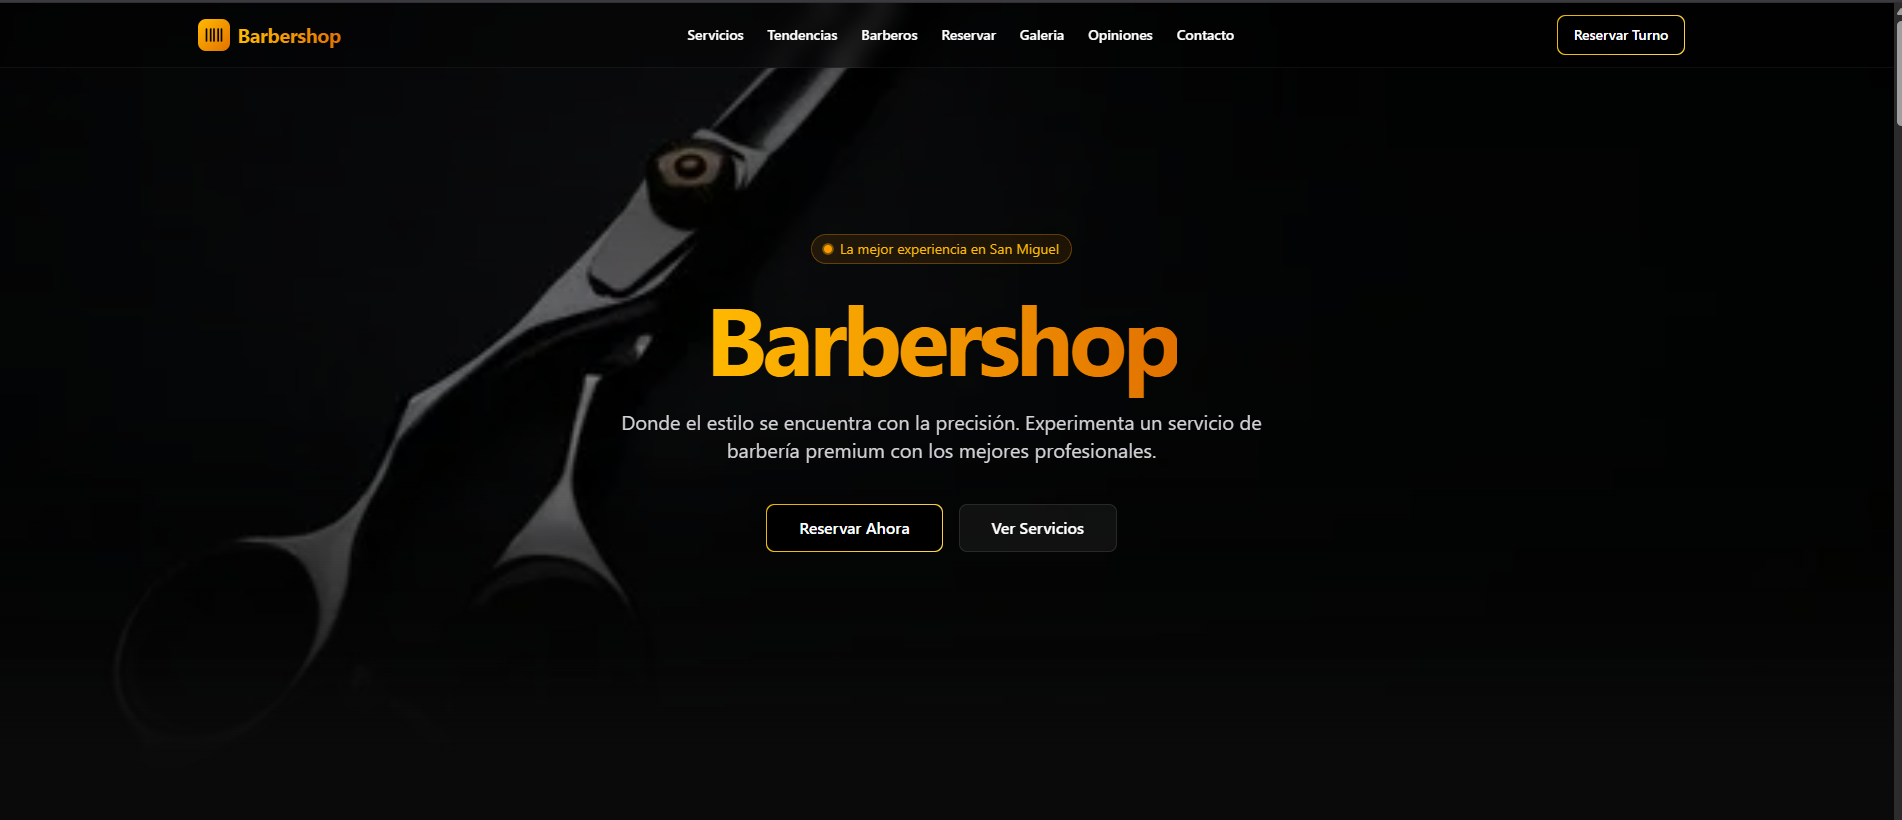 Barbershop
Servicios
Tendencias
Barberos
Reservar
Galeria
Opiniones
Contacto
Reservar Turno
La mejor experiencia en San Miguel
Barbershop
Donde el estilo se encuentra con la precisión. Experimenta un servicio de
barbería premium con los mejores profesionales.
Reservar Ahora
Ver Servicios